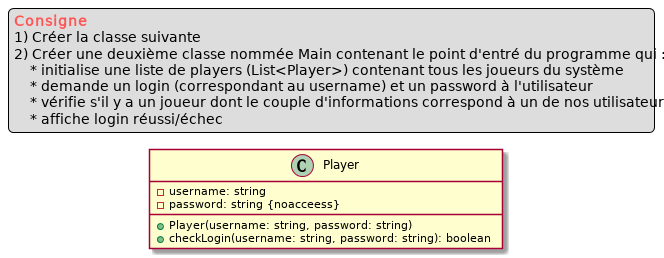 Consigne
1) Créer la classe suivante
2) Créer une deuxième classe nommée Main contenant le point d'entré du programme qui :
* initialise une liste de players (List<Player>) contenant tous les joueurs du système
* demande un login (correspondant au username) et un password à l'utilisateur
* vérifie s'il y a un joueur dont le couple d'informations correspond à un de nos utilisateur
* affiche login réussi/échec
C Player
username: string
password: string {noacceess}
Player(username: string, password: string)
checkLogin(username: string, password: string): boolean